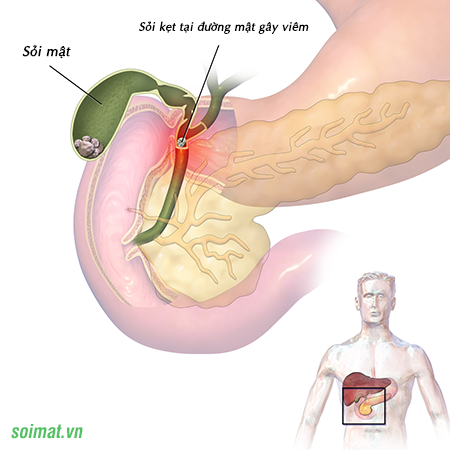 Sỏi kẹt tại đường mật gây viêm
Sỏi mật
soimat.vn